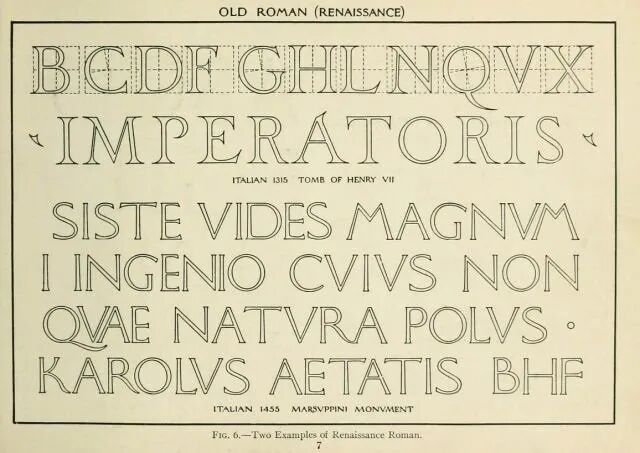 OLD ROMAN (RENAISSANCE)
BCDFGHLNQVX
IMPERATORIS
ITALIAN 1315 TOMB OF HENRY VII
SISTE VIDES MAGNVM
I INGENIO CVIVS NON
QVAE NATVRA POLVS
KAROLVS AETATIS BHF
ITALIAN 1455 MARSVPPINI MONVMENT
FIG. 6.—Two Examples of Renaissance Roman.
7